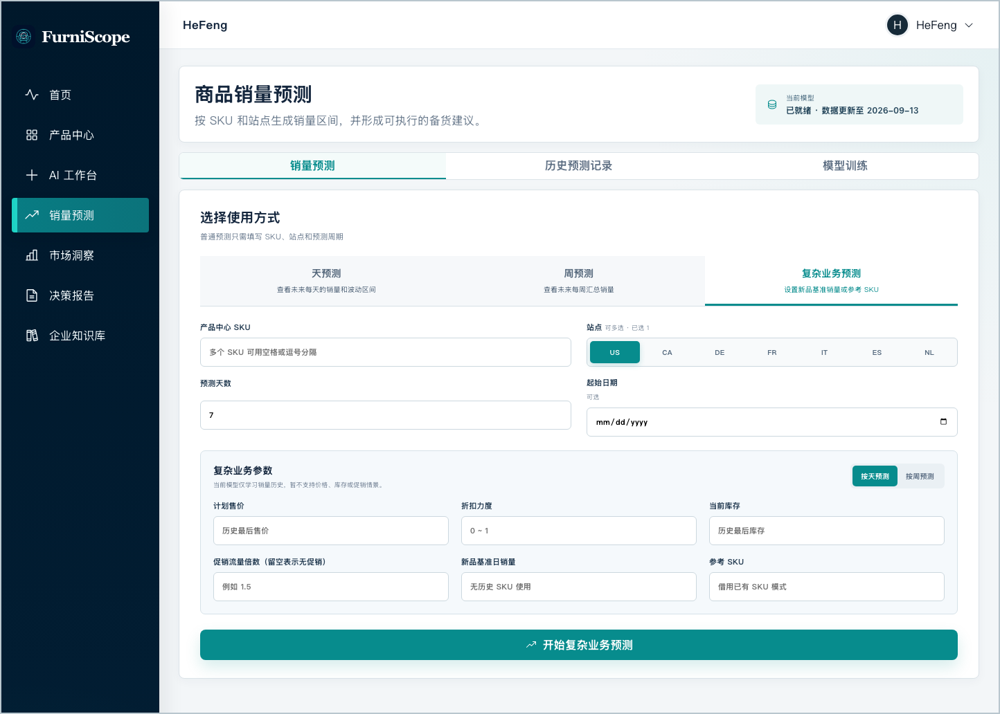 FurniScope
首页
产品中心
AI 工作台
销量预测
市场洞察
决策报告
企业知识库
HeFeng
H
HeFeng
商品销量预测
按 SKU 和站点生成销量区间，并形成可执行的备货建议。
当前模型
已就绪 · 数据更新至 2026-09-13
销量预测
历史预测记录
模型训练
选择使用方式
普通预测只需填写 SKU、站点和预测周期
天预测
查看未来每天的销量和波动区间
周预测
查看未来每周汇总销量
复杂业务预测
设置新品基准销量或参考 SKU
产品中心 SKU
多个 SKU 可用空格或逗号分隔
站点 可多选 · 已选 1
US CA DE FR IT ES NL
预测天数
7
起始日期
可选
mm/dd/yyyy
复杂业务参数
当前模型仅学习销量历史，暂不支持价格、库存或促销情景。
按天预测
按周预测
计划售价
历史最后售价
折扣力度
0 ~ 1
当前库存
历史最后库存
促销流量倍数（留空表示无促销）
例如 1.5
新品基准日销量
无历史 SKU 使用
参考 SKU
借用已有 SKU 模式
开始复杂业务预测